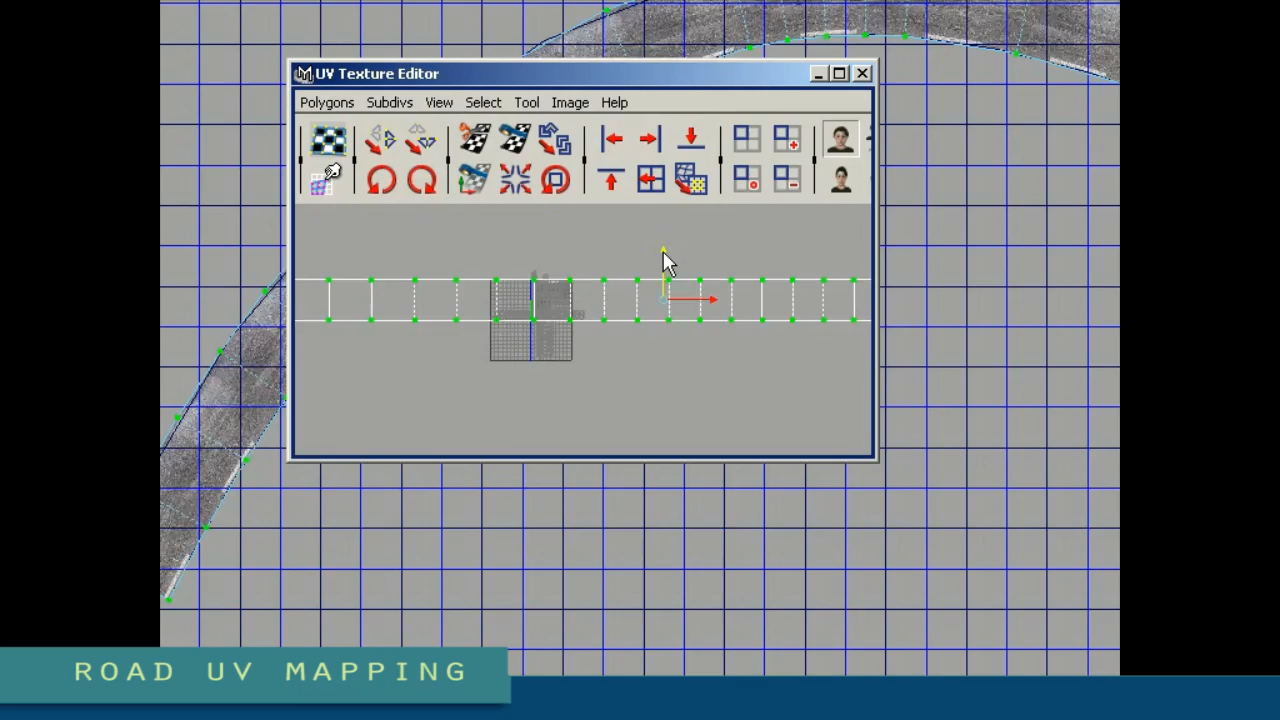 UV Texture Editor
Polygons Subdivs View Select Tool Image Help
ROAD UV MAPPING